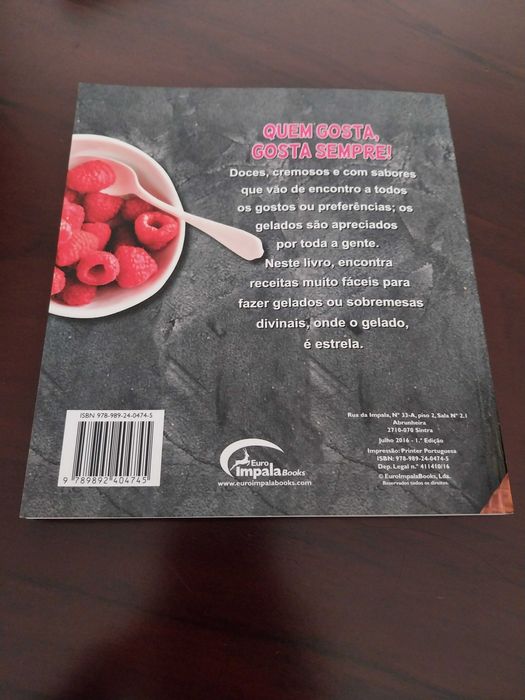 QUEM GOSTA,
GOSTA SEMPRE!
Doces, cremosos e com sabores
que vão de encontro a todos
os gostos ou preferências; os
gelados são apreciados
por toda a gente.
Neste livro, encontra
receitas muito fáceis para
fazer gelados ou sobremesas
divinais, onde o gelado,
é estrela.
ISBN 978-989-24-0474-5
9 789892 404745
Euro
Impala Books
www.euroimpalabooks.com
Rua da Impala, Nº 33-A, piso 2, Sala Nº 2.1
Abrunheira
2710-070 Sintra
Julho 2016 - 1.ª Edição
Impressão: Printer Portuguesa
ISBN: 978-989-24-0474-5
Dep. Legal n.º 411410/16
© EuroImpalaBooks, Lda.
Reservados todos os direitos.